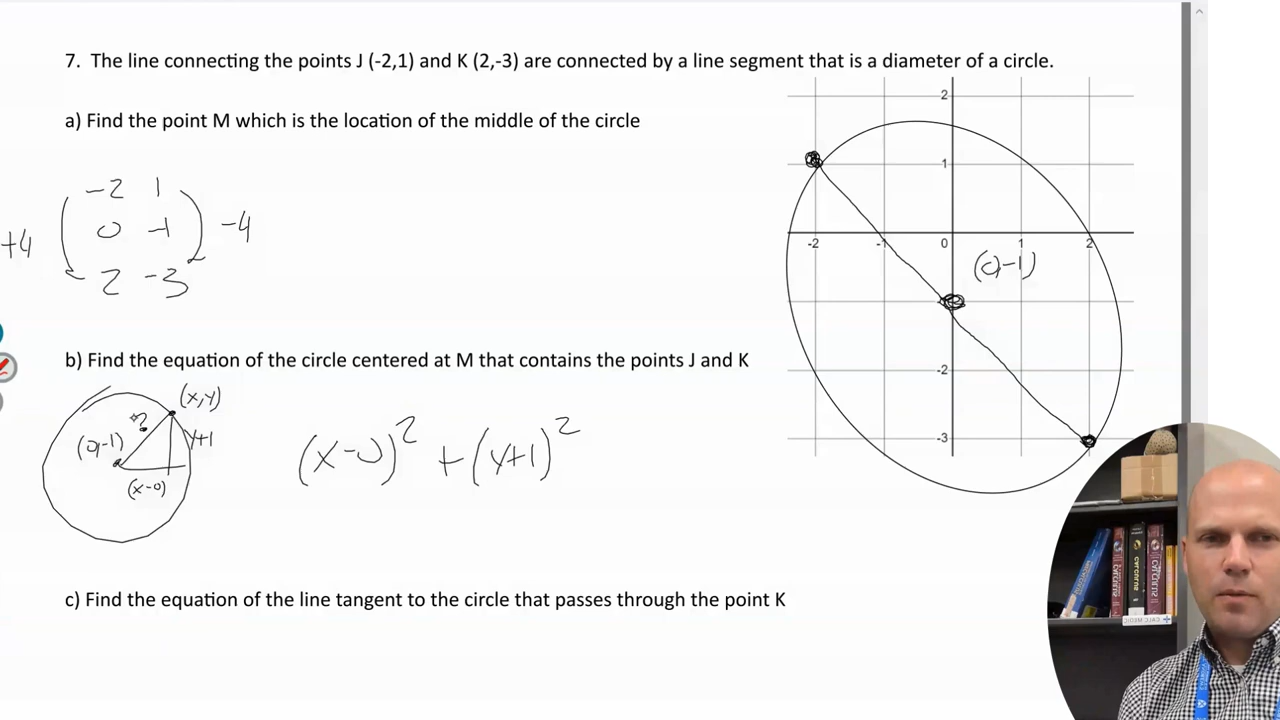 7. The line connecting the points J (-2,1) and K (2,-3) are connected by a line segment that is a diameter of a circle.
a) Find the point M which is the location of the middle of the circle
-2 1
0 -1
2 -3
+4
-4
2
1
-2 -1 0 1 2
(0,-1)
-2
-3
b) Find the equation of the circle centered at M that contains the points J and K
(x,y)
?
(0,-1)
y+1
(x-0)
(x-0)² + (y+1)²
c) Find the equation of the line tangent to the circle that passes through the point K